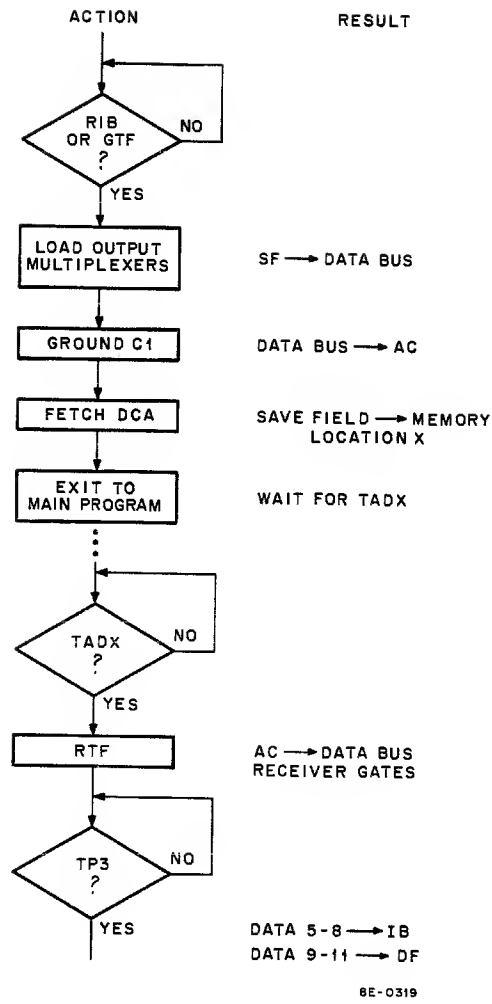 ACTION RESULT
RIB
OR GTF
?
NO
YES
LOAD OUTPUT
MULTIPLEXERS
SF → DATA BUS
GROUND C1
DATA BUS → AC
FETCH DCA
SAVE FIELD → MEMORY
LOCATION X
EXIT TO
MAIN PROGRAM
WAIT FOR TADX
TADX
?
NO
YES
RTF
AC → DATA BUS
RECEIVER GATES
TP3
?
NO
YES
DATA 5-8 → IB
DATA 9-11 → DF
8E-0319